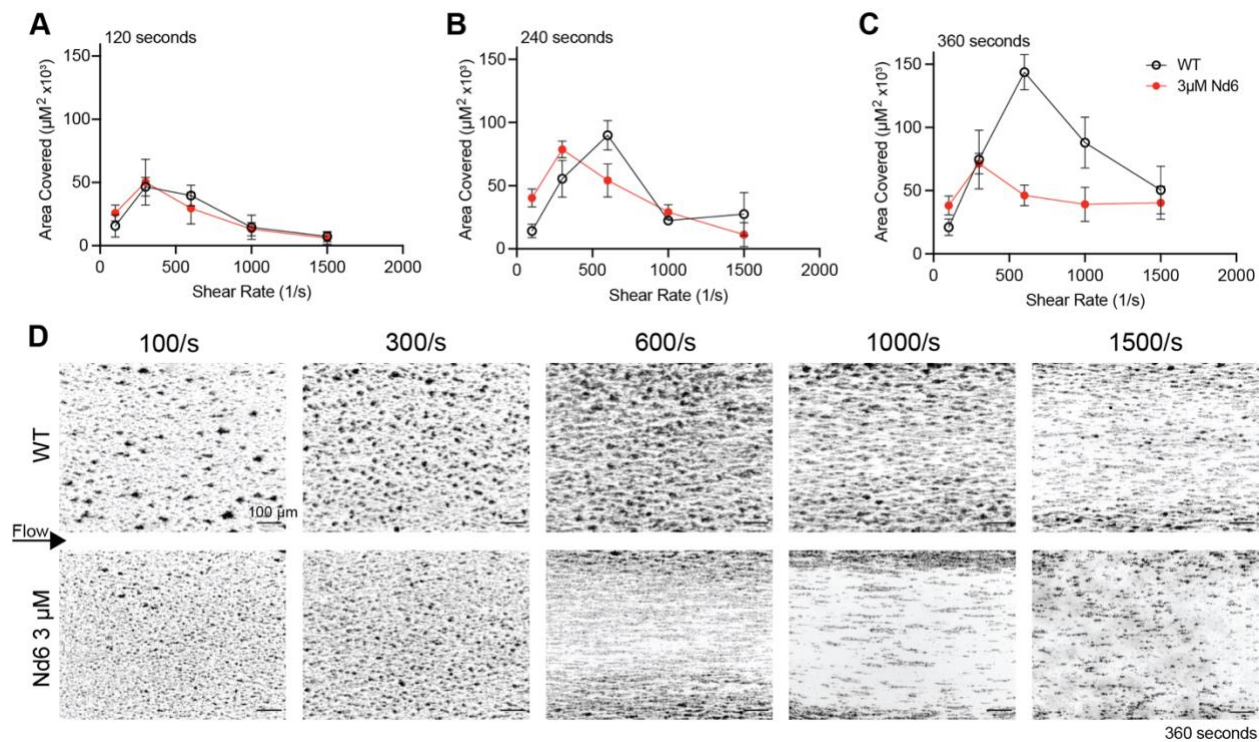 A
120 seconds
150
100
50
0
Area Covered (µM² x10³)
0 500 1000 1500 2000
Shear Rate (1/s)
B
240 seconds
150
100
50
0
Area Covered (µM² x10³)
0 500 1000 1500 2000
Shear Rate (1/s)
C
360 seconds
150
100
50
0
Area Covered (µM² x10³)
0 500 1000 1500 2000
Shear Rate (1/s)
WT
3µM Nd6
D
100/s 300/s 600/s 1000/s 1500/s
WT
100 µm
Flow
Nd6 3 µM
360 seconds